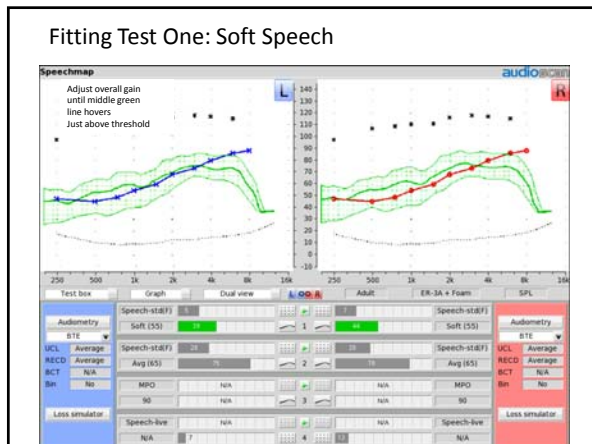 Fitting Test One: Soft Speech
Speechmap
audioscan
Adjust overall gain
until middle green
line hovers
Just above threshold
L
R
140
130
120
110
100
90
80
70
60
50
40
30
20
10
0
-10
250 500 1k 2k 4k 8k 16k
250 500 1k 2k 4k 8k 16k
Test box Graph Dual view L R Adult ER-3A + Foam SPL
Audiometry
BTE
UCL Average
RECD Average
BCT N/A
Bin No
Loss simulator
Speech-std(F) Speech-std(F)
Soft (55) 1 Soft (55)
Speech-std(F) Speech-std(F)
Avg (65) 2 Avg (65)
MPO N/A N/A MPO
90 N/A 3 N/A 90
Speech-live N/A N/A Speech-live
N/A 7 4 N/A
Audiometry
BTE
UCL Average
RECD Average
BCT N/A
Bin No
Loss simulator